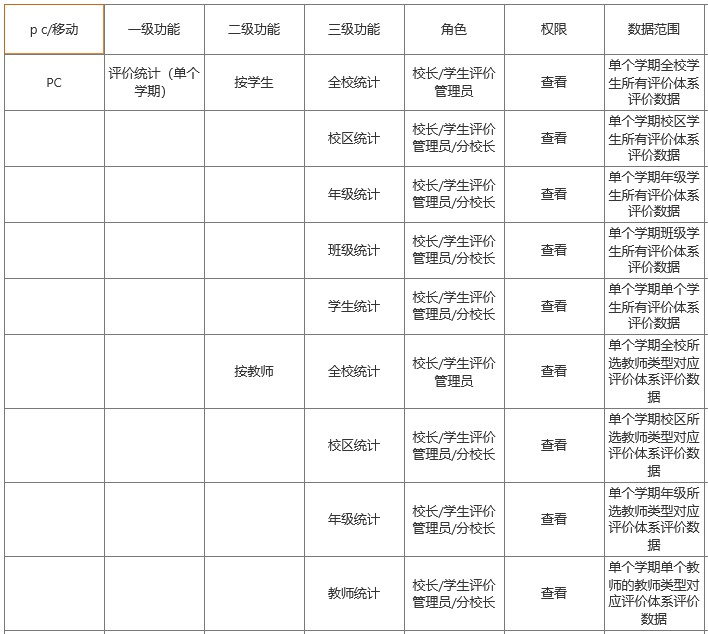 p c/移动 一级功能 二级功能 三级功能 角色 权限 数据范围
PC 评价统计（单个学期） 按学生 全校统计 校长/学生评价管理员 查看 单个学期全校学生所有评价体系评价数据
校区统计 校长/学生评价管理员/分校长 查看 单个学期校区学生所有评价体系评价数据
年级统计 校长/学生评价管理员/分校长 查看 单个学期年级学生所有评价体系评价数据
班级统计 校长/学生评价管理员/分校长 查看 单个学期班级学生所有评价体系评价数据
学生统计 校长/学生评价管理员/分校长 查看 单个学期单个学生所有评价体系评价数据
按教师 全校统计 校长/学生评价管理员 查看 单个学期全校所选教师类型对应评价体系评价数据
校区统计 校长/学生评价管理员/分校长 查看 单个学期校区所选教师类型对应评价体系评价数据
年级统计 校长/学生评价管理员/分校长 查看 单个学期年级所选教师类型对应评价体系评价数据
教师统计 校长/学生评价管理员/分校长 查看 单个学期单个教师的教师类型对应评价体系评价数据